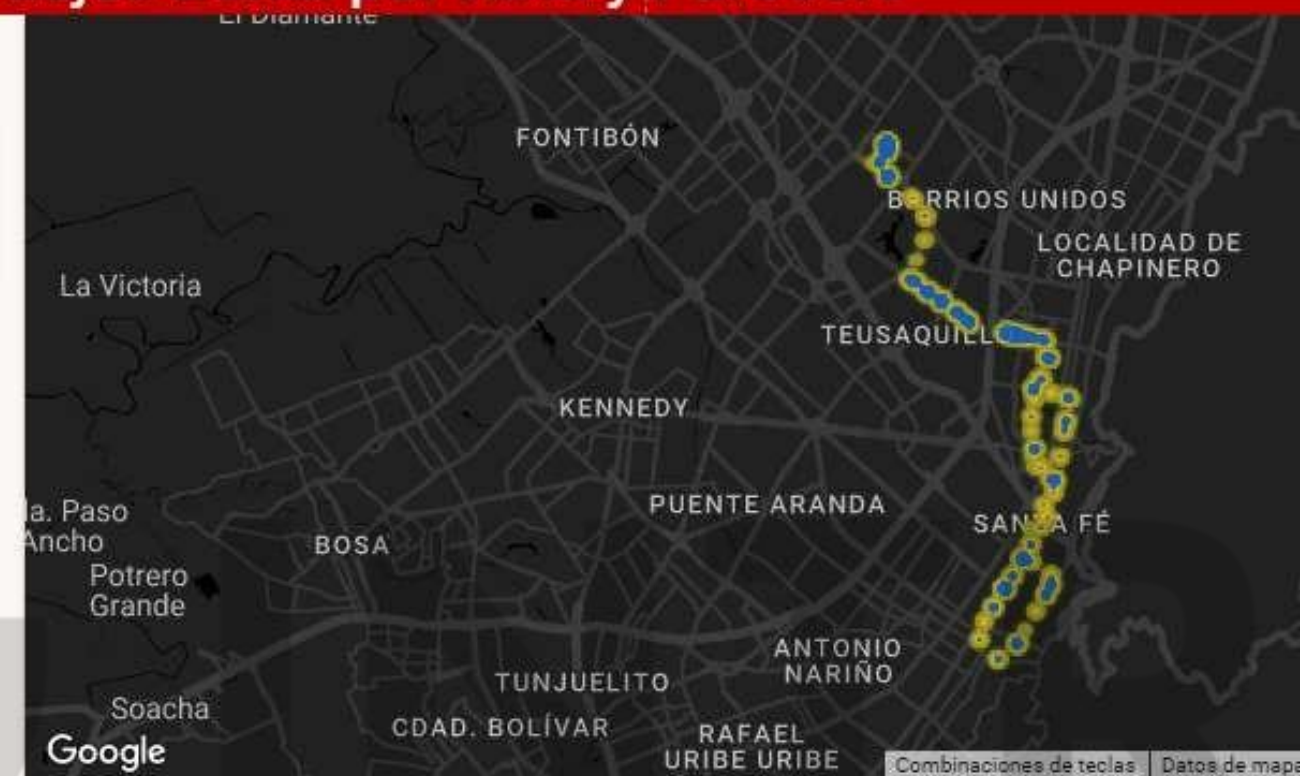 El Diamante
FONTIBÓN
BARRIOS UNIDOS
LOCALIDAD DE
CHAPINERO
La Victoria
TEUSAQUILL
KENNEDY
PUENTE ARANDA
la. Paso
Ancho
SANTA FÉ
BOSA
Potrero
Grande
ANTONIO
NARIÑO
TUNJUELITO
Soacha
CDAD. BOLÍVAR
RAFAEL
URIBE URIBE
Google
Combinaciones de teclas
Datos de mapa